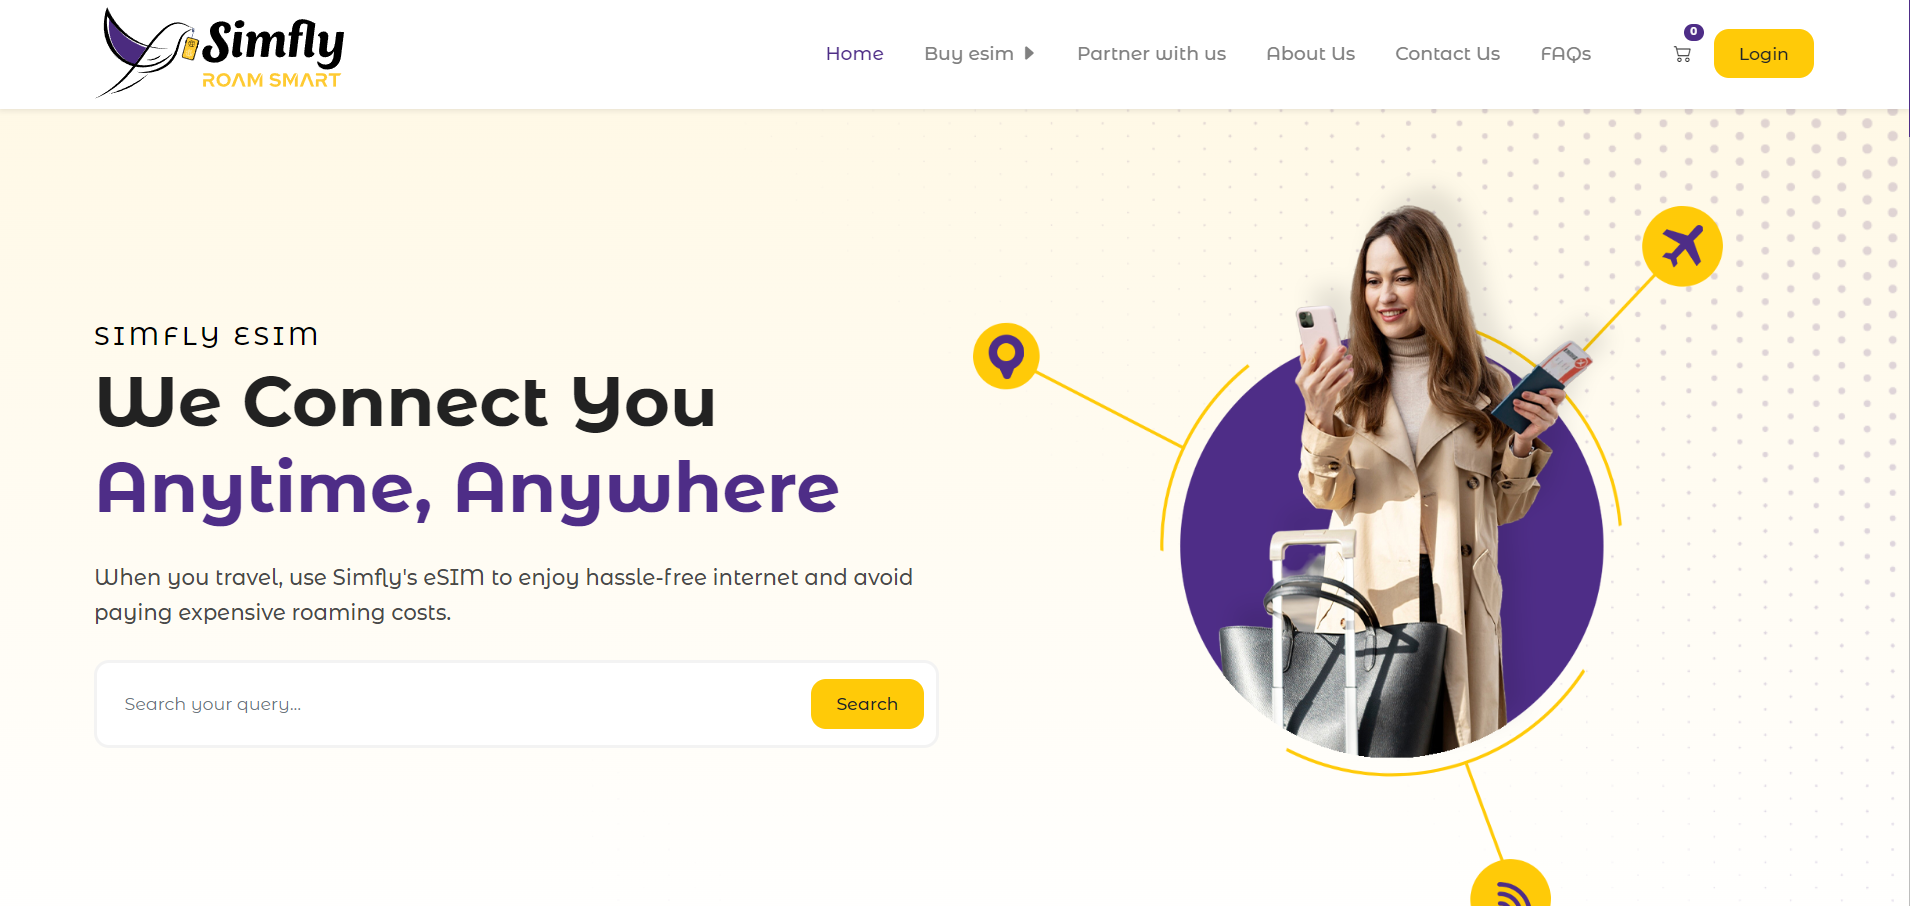 Simfly
ROAM SMART
Home
Buy esim
Partner with us
About Us
Contact Us
FAQs
0
Login
SIMFLY ESIM
We Connect You
Anytime, Anywhere
When you travel, use Simfly's eSIM to enjoy hassle-free internet and avoid
paying expensive roaming costs.
Search your query...
Search